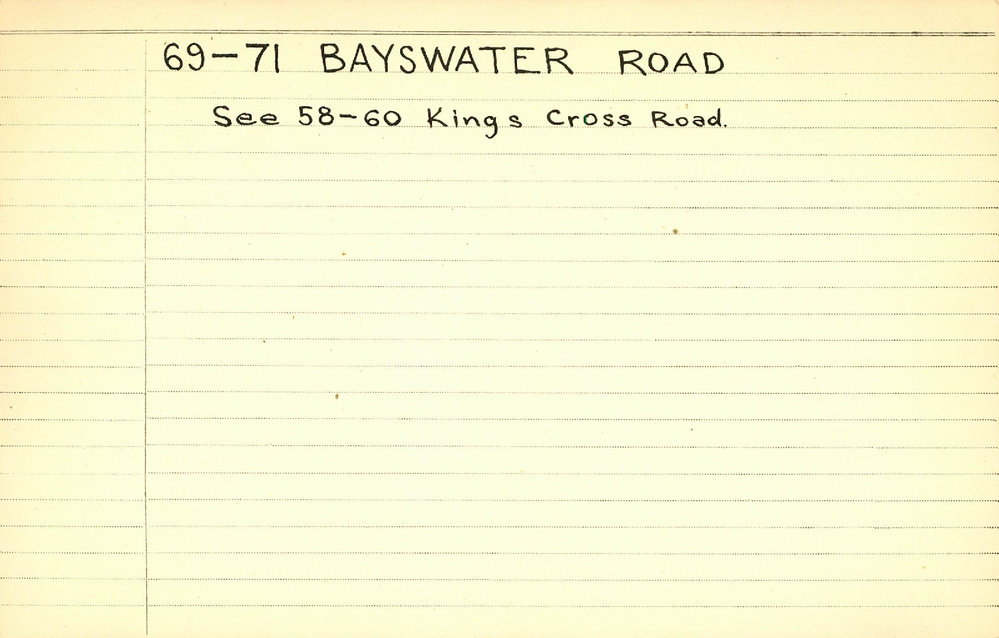 69-71 BAYSWATER ROAD
See 58-60 Kings Cross Road.